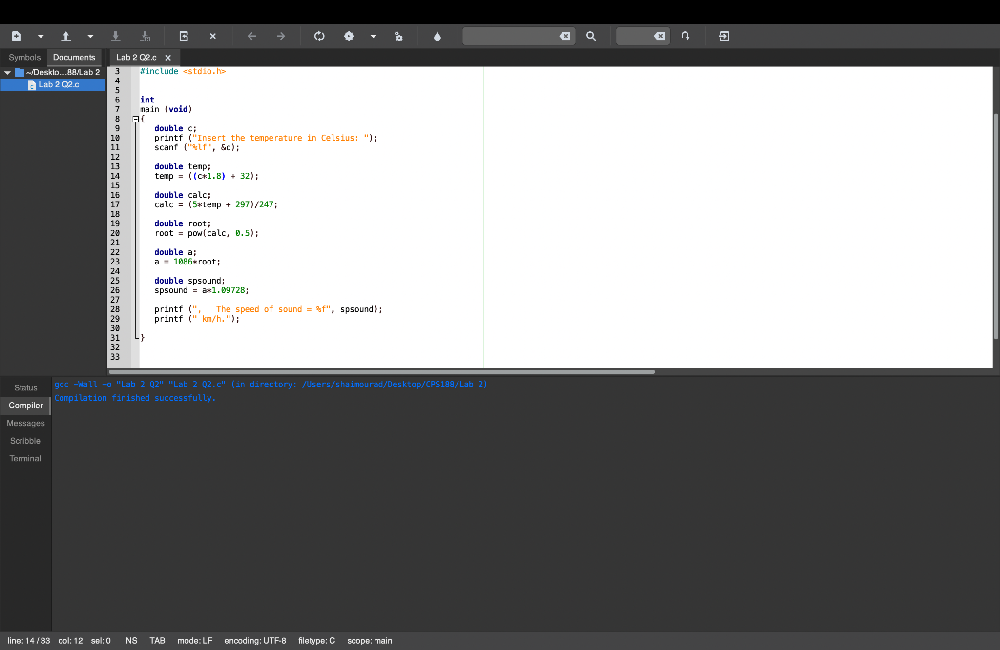 Symbols Documents Lab 2 Q2.c
~/Deskto...88/Lab 2
Lab 2 Q2.c
3 #include <stdio.h>
4
5
6 int
7 main (void)
8 {
9 double c;
10 printf ("Insert the temperature in Celsius: ");
11 scanf ("%lf", &c);
12
13 double temp;
14 temp = ((c*1.8) + 32);
15
16 double calc;
17 calc = (5*temp + 297)/247;
18
19 double root;
20 root = pow(calc, 0.5);
21
22 double a;
23 a = 1086*root;
24
25 double spsound;
26 spsound = a*1.09728;
27
28 printf (",   The speed of sound = %f", spsound);
29 printf (" km/h.");
30
31 }
32
33
Status
Compiler
Messages
Scribble
Terminal
gcc -Wall -o "Lab 2 Q2" "Lab 2 Q2.c" (in directory: /Users/shaimourad/Desktop/CPS188/Lab 2)
Compilation finished successfully.
line: 14 / 33 col: 12 sel: 0 INS TAB mode: LF encoding: UTF-8 filetype: C scope: main